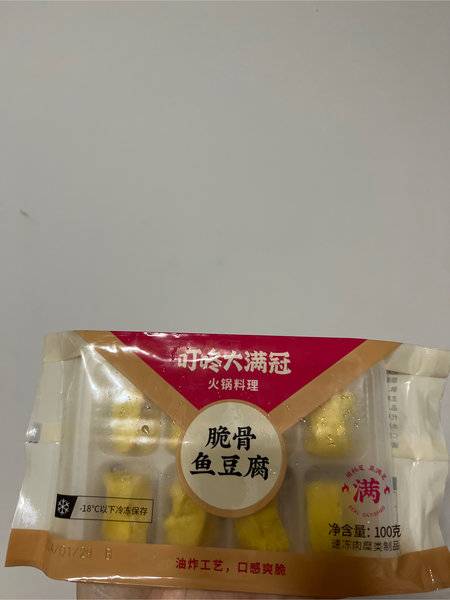 叮咚大满冠
火锅料理
脆骨
鱼豆腐
满
-18℃以下冷冻保存
净含量：100克
速冻肉糜类制品
油炸工艺，口感爽脆